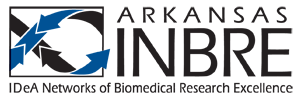 ARKANSAS
INBRE
IDeA Networks of Biomedical Research Excellence